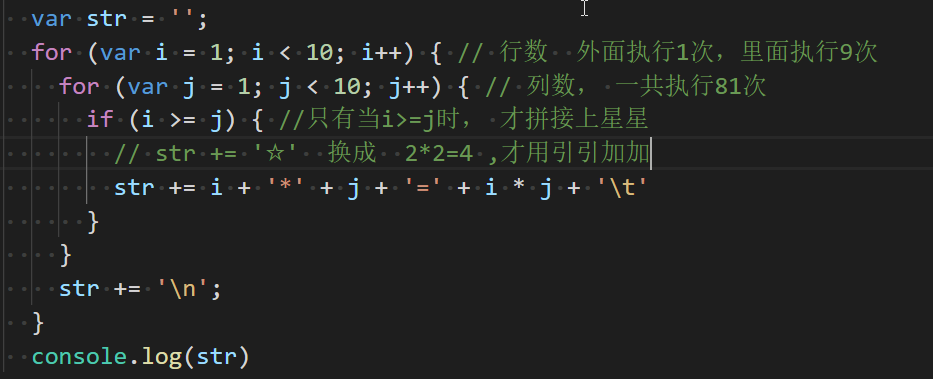 var str = '';
for (var i = 1; i < 10; i++) { // 行数  外面执行1次，里面执行9次
for (var j = 1; j < 10; j++) { // 列数， 一共执行81次
if (i >= j) { //只有当i>=j时， 才拼接上星星
// str += '☆'  换成  2*2=4 ,才用引引加加
str += i + '*' + j + '=' + i * j + '\t'
}
}
str += '\n';
}
console.log(str)